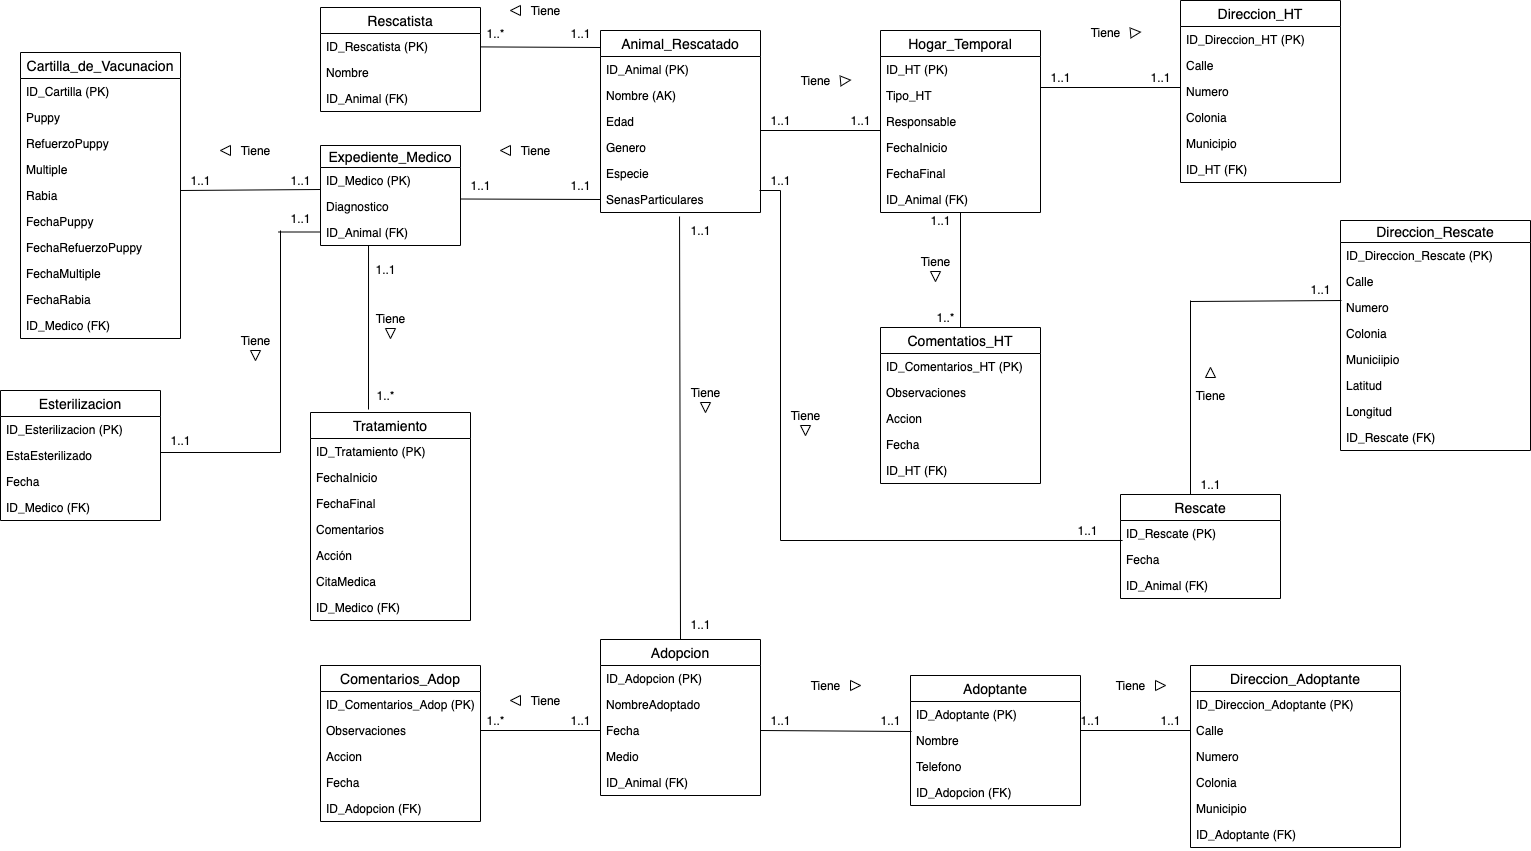 Rescatista
ID_Rescatista (PK)
Nombre
ID_Animal (FK)
Tiene
1..*
1..1
Animal_Rescatado
ID_Animal (PK)
Nombre (AK)
Edad
Genero
Especie
SenasParticulares
Tiene
1..1
1..1
Hogar_Temporal
ID_HT (PK)
Tipo_HT
Responsable
FechaInicio
FechaFinal
ID_Animal (FK)
Tiene
1..1
1..1
Direccion_HT
ID_Direccion_HT (PK)
Calle
Numero
Colonia
Municipio
ID_HT (FK)
Cartilla_de_Vacunacion
ID_Cartilla (PK)
Puppy
RefuerzoPuppy
Multiple
Rabia
FechaPuppy
FechaRefuerzoPuppy
FechaMultiple
FechaRabia
ID_Medico (FK)
Tiene
1..1
1..1
Expediente_Medico
ID_Medico (PK)
Diagnostico
ID_Animal (FK)
Tiene
1..1
1..1
1..1
1..1
1..1
1..1
1..1
Tiene
1..*
Tiene
1..1
Tiene
1..*
Comentatios_HT
ID_Comentarios_HT (PK)
Observaciones
Accion
Fecha
ID_HT (FK)
Direccion_Rescate
ID_Direccion_Rescate (PK)
Calle
Numero
Colonia
Municiipio
Latitud
Longitud
ID_Rescate (FK)
1..1
Tiene
1..1
Esterilizacion
ID_Esterilizacion (PK)
EstaEsterilizado
Fecha
ID_Medico (FK)
1..1
Tratamiento
ID_Tratamiento (PK)
FechaInicio
FechaFinal
Comentarios
Acción
CitaMedica
ID_Medico (FK)
Tiene
Tiene
1..1
Rescate
ID_Rescate (PK)
Fecha
ID_Animal (FK)
1..1
Comentarios_Adop
ID_Comentarios_Adop (PK)
Observaciones
Accion
Fecha
ID_Adopcion (FK)
Tiene
1..*
1..1
Adopcion
ID_Adopcion (PK)
NombreAdoptado
Fecha
Medio
ID_Animal (FK)
Tiene
1..1
1..1
Adoptante
ID_Adoptante (PK)
Nombre
Telefono
ID_Adopcion (FK)
Tiene
1..1
1..1
Direccion_Adoptante
ID_Direccion_Adoptante (PK)
Calle
Numero
Colonia
Municipio
ID_Adoptante (FK)